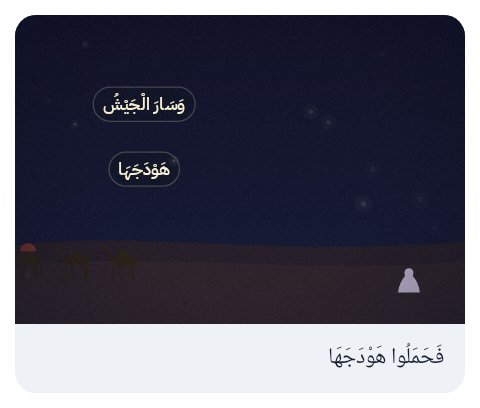 وَسَارَ الْجَيْشُ
هَوْدَجَهَا
فَحَمَلُوا هَوْدَجَهَا